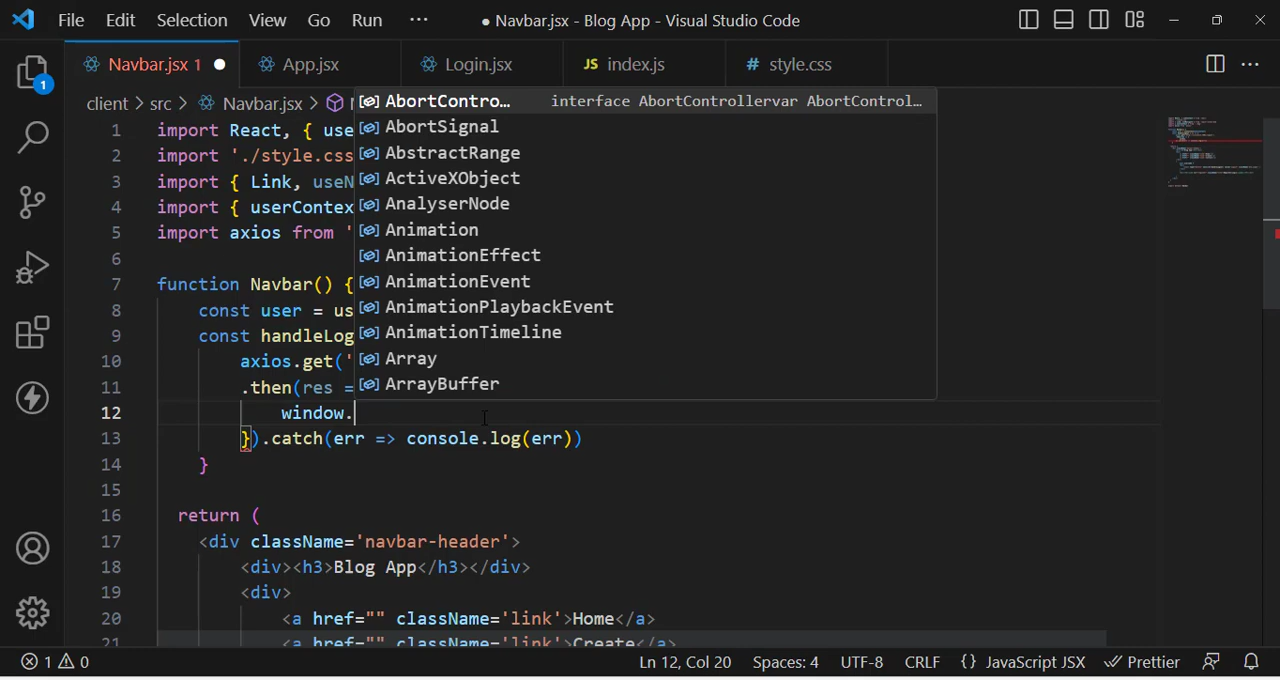 File Edit Selection View Go Run ··· ● Navbar.jsx - Blog App - Visual Studio Code
Navbar.jsx 1 ● App.jsx Login.jsx JS index.js # style.css ···
1
client > src > Navbar.jsx >
AbortContro... interface AbortControllervar AbortControl...
AbortSignal
AbstractRange
ActiveXObject
AnalyserNode
Animation
AnimationEffect
AnimationEvent
AnimationPlaybackEvent
AnimationTimeline
Array
ArrayBuffer
1 import React, { use
2 import './style.css
3 import { Link, useN
4 import { userContex
5 import axios from '
6
7 function Navbar() {
8 const user = us
9 const handleLog
10 axios.get('
11 .then(res =
12 window.
13 }).catch(err => console.log(err))
14 }
15
16 return (
17 <div className='navbar-header'>
18 <div><h3>Blog App</h3></div>
19 <div>
20 <a href="" className='link'>Home</a>
21 <a href="" className='link'>Create</a>
1 0 Ln 12, Col 20 Spaces: 4 UTF-8 CRLF {} JavaScript JSX Prettier